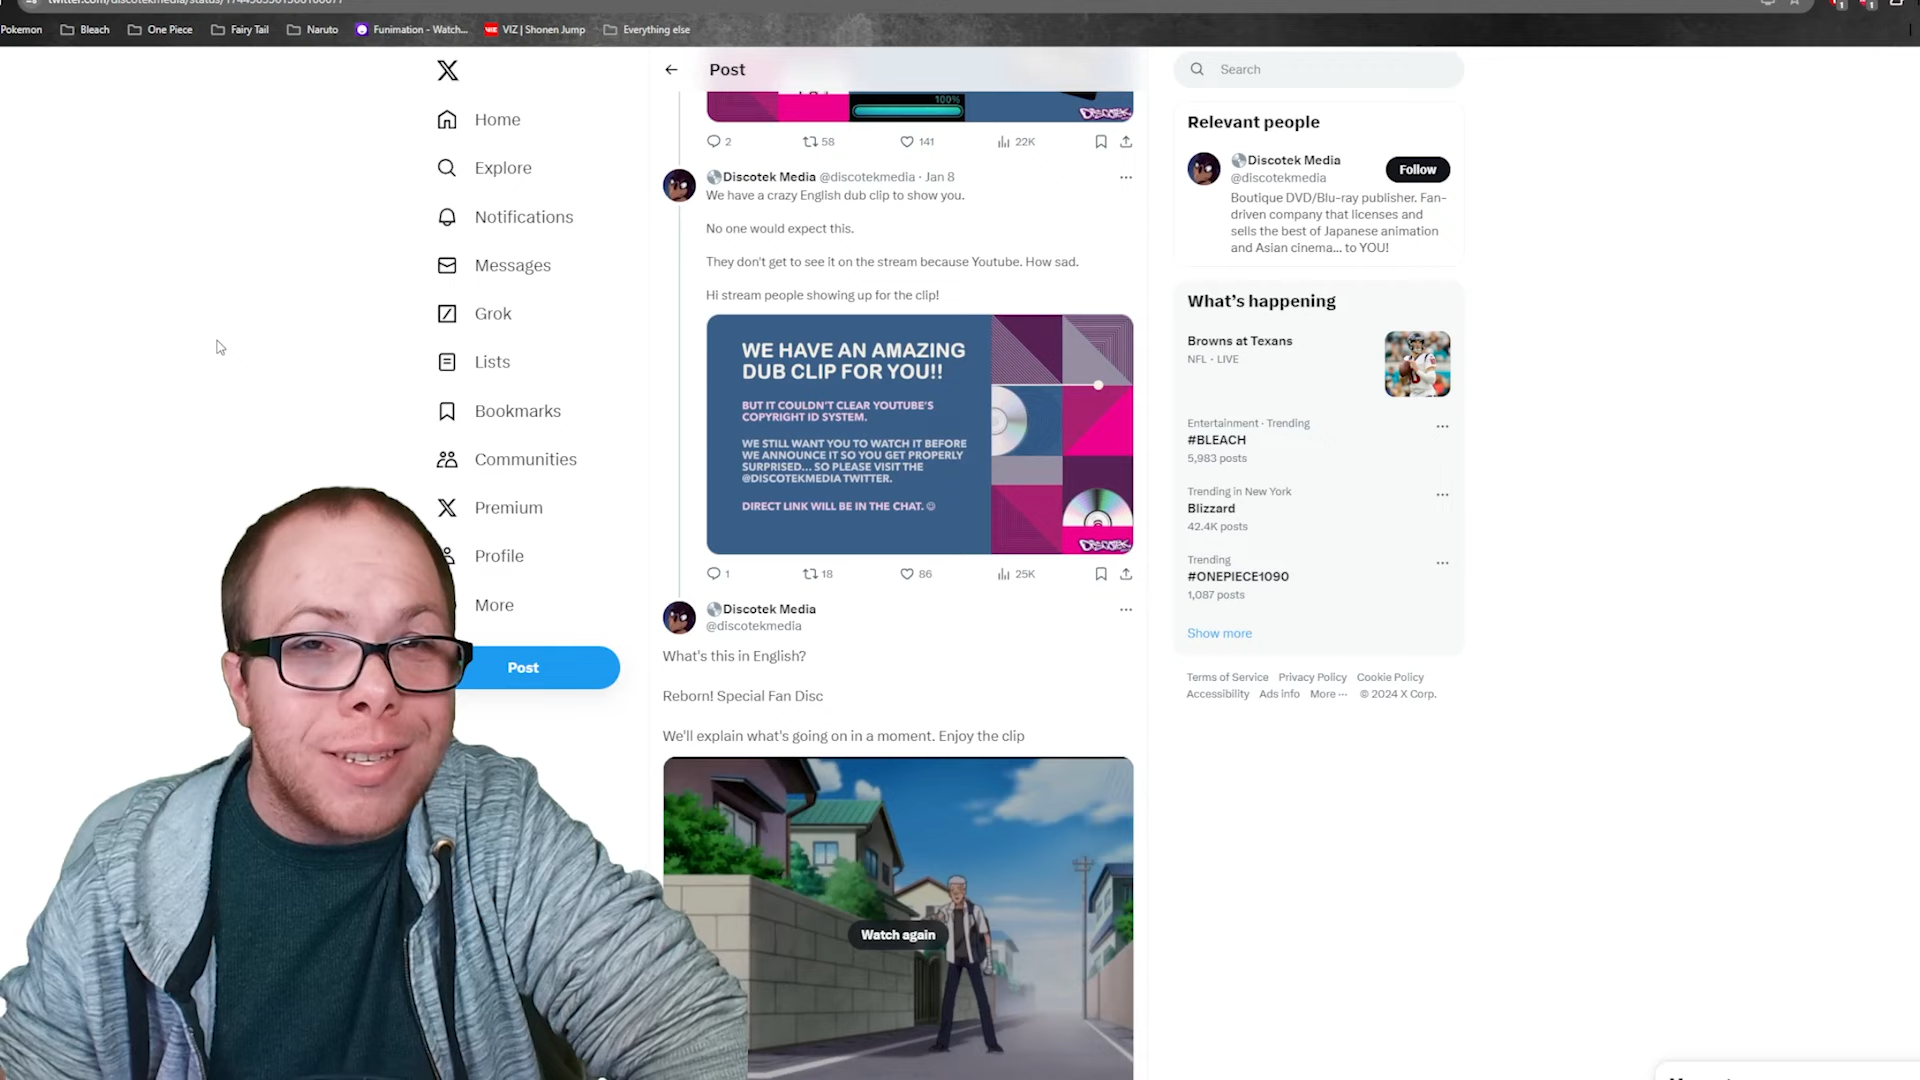 Pokemon
Bleach
One Piece
Fairy Tail
Naruto
Funimation - Watch...
VIZ | Shonen Jump
Everything else
X
Home
Explore
Notifications
Messages
Grok
Lists
Bookmarks
Communities
Premium
Profile
More
Post
Post
100%
DISCOTEK
2
58
141
22K
Discotek Media @discotekmedia · Jan 8
We have a crazy English dub clip to show you.
No one would expect this.
They don't get to see it on the stream because Youtube. How sad.
Hi stream people showing up for the clip!
WE HAVE AN AMAZING
DUB CLIP FOR YOU!!
BUT IT COULDN'T CLEAR YOUTUBE'S
COPYRIGHT ID SYSTEM.
WE STILL WANT YOU TO WATCH IT BEFORE
WE ANNOUNCE IT SO YOU GET PROPERLY
SURPRISED... SO PLEASE VISIT THE
@DISCOTEKMEDIA TWITTER.
DIRECT LINK WILL BE IN THE CHAT. ☺
DISCOTEK
1
18
86
25K
Discotek Media
@discotekmedia
What's this in English?
Reborn! Special Fan Disc
We'll explain what's going on in a moment. Enjoy the clip
Watch again
Search
Relevant people
Discotek Media
@discotekmedia
Follow
Boutique DVD/Blu-ray publisher. Fan-
driven company that licenses and
sells the best of Japanese animation
and Asian cinema... to YOU!
What's happening
Browns at Texans
NFL · LIVE
Entertainment · Trending
#BLEACH
5,983 posts
Trending in New York
Blizzard
42.4K posts
Trending
#ONEPIECE1090
1,087 posts
Show more
Terms of Service Privacy Policy Cookie Policy
Accessibility Ads info More ··· © 2024 X Corp.